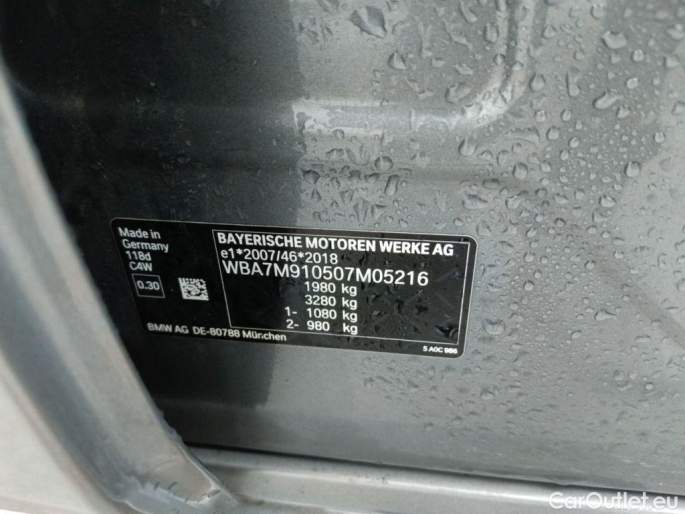 Made in
Germany
118d
C4W
0.30
BAYERISCHE MOTOREN WERKE AG
e1*2007/46*2018
WBA7M910507M05216
1980 kg
3280 kg
1- 1080 kg
2- 980 kg
BMW AG DE-80788 München
5 A0C 986
CarOutlet.eu